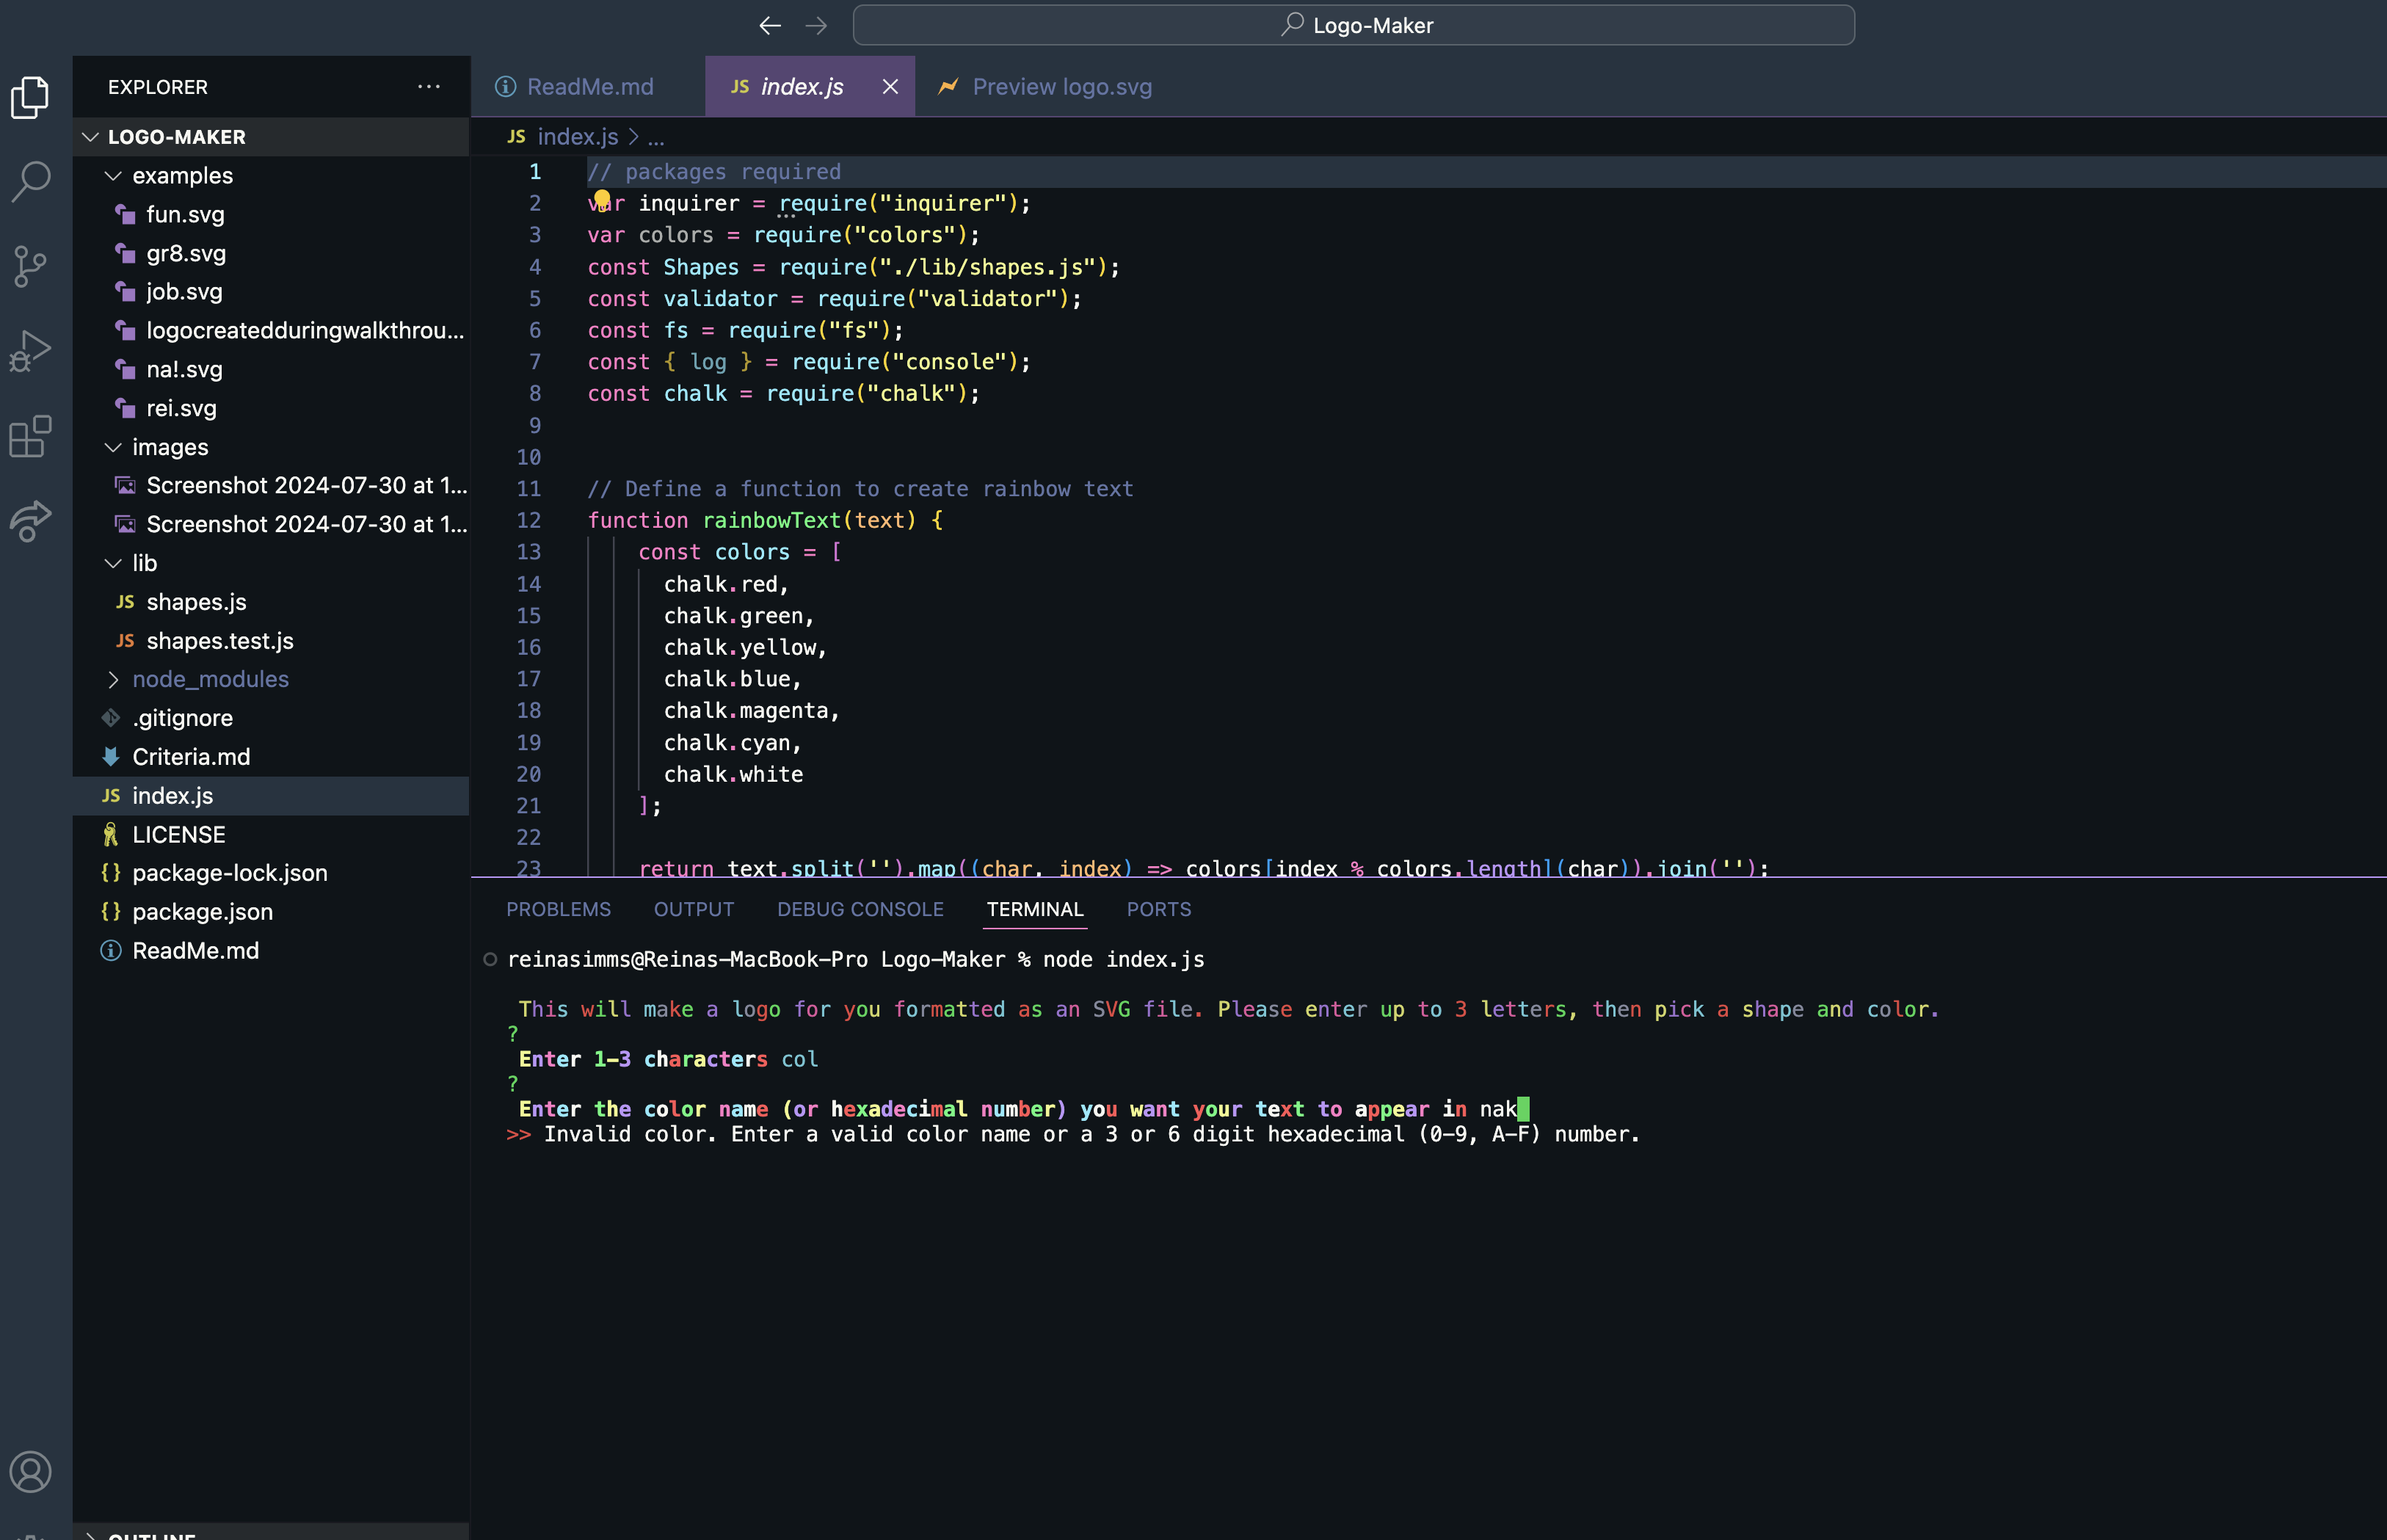 Logo-Maker
EXPLORER
LOGO-MAKER
examples
fun.svg
gr8.svg
job.svg
logocreatedduringwalkthrou...
na!.svg
rei.svg
images
Screenshot 2024-07-30 at 1...
Screenshot 2024-07-30 at 1...
lib
JS shapes.js
JS shapes.test.js
node_modules
.gitignore
Criteria.md
JS index.js
LICENSE
{} package-lock.json
{} package.json
ReadMe.md
OUTLINE
ReadMe.md
JS index.js
Preview logo.svg
JS index.js > ...
1 // packages required
2 var inquirer = require("inquirer");
3 var colors = require("colors");
4 const Shapes = require("./lib/shapes.js");
5 const validator = require("validator");
6 const fs = require("fs");
7 const { log } = require("console");
8 const chalk = require("chalk");
9
10
11 // Define a function to create rainbow text
12 function rainbowText(text) {
13 const colors = [
14 chalk.red,
15 chalk.green,
16 chalk.yellow,
17 chalk.blue,
18 chalk.magenta,
19 chalk.cyan,
20 chalk.white
21 ];
22
23 return text.split('').map((char, index) => colors[index % colors.length](char)).join('');
PROBLEMS OUTPUT DEBUG CONSOLE TERMINAL PORTS
reinasimms@Reinas-MacBook-Pro Logo-Maker % node index.js
This will make a logo for you formatted as an SVG file. Please enter up to 3 letters, then pick a shape and color.
?
Enter 1-3 characters col
?
Enter the color name (or hexadecimal number) you want your text to appear in nak
>> Invalid color. Enter a valid color name or a 3 or 6 digit hexadecimal (0-9, A-F) number.